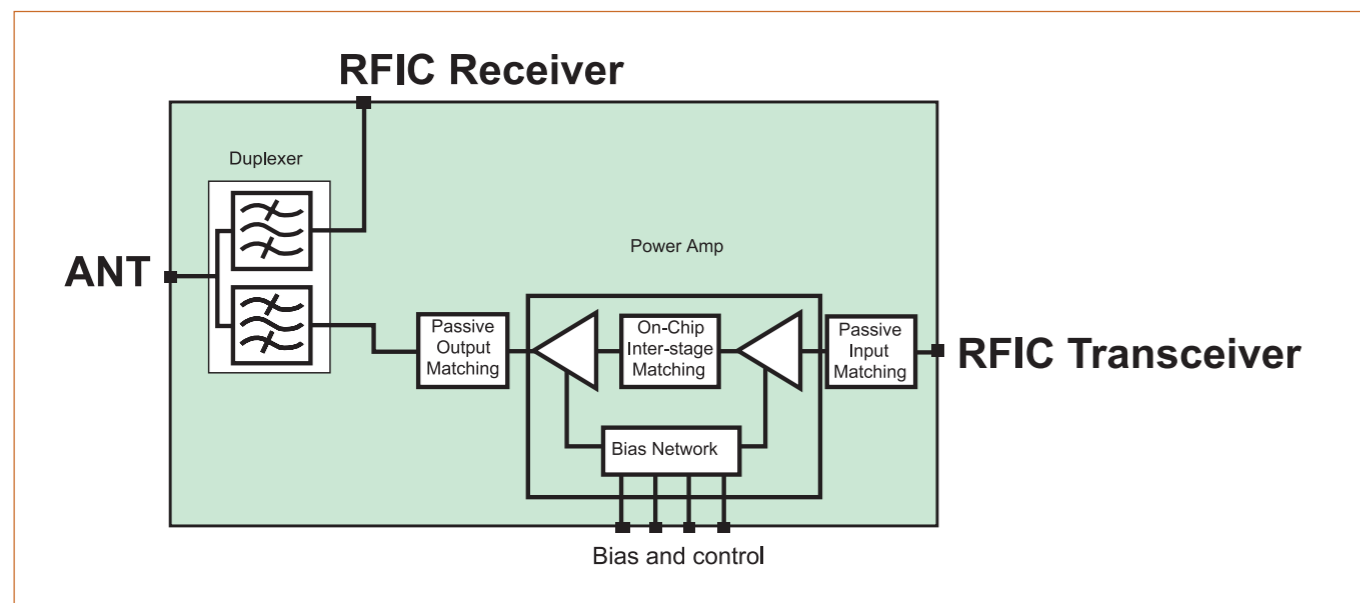 RFIC Receiver
Duplexer
ANT
Power Amp
Passive
Output
Matching
On-Chip
Inter-stage
Matching
Passive
Input
Matching
RFIC Transceiver
Bias Network
Bias and control